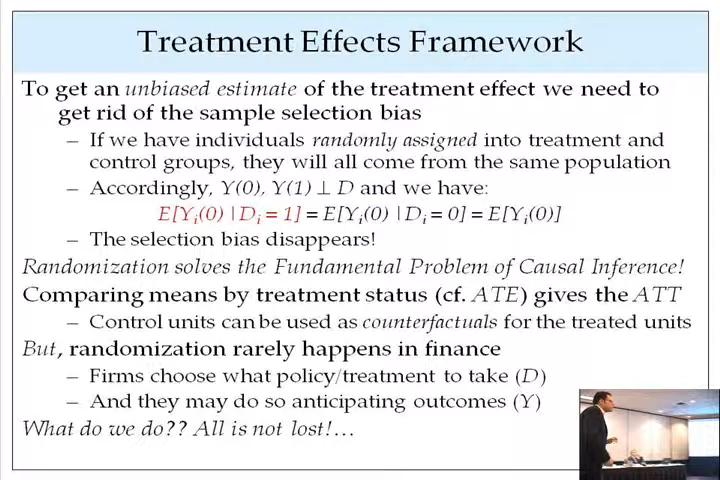 Treatment Effects Framework
To get an unbiased estimate of the treatment effect we need to
get rid of the sample selection bias
– If we have individuals randomly assigned into treatment and
control groups, they will all come from the same population
– Accordingly, Y(0), Y(1) ⊥ D and we have:
E[Yᵢ(0) |Dᵢ = 1] = E[Yᵢ(0) |Dᵢ = 0] = E[Yᵢ(0)]
– The selection bias disappears!
Randomization solves the Fundamental Problem of Causal Inference!
Comparing means by treatment status (cf. ATE) gives the ATT
– Control units can be used as counterfactuals for the treated units
But, randomization rarely happens in finance
– Firms choose what policy/treatment to take (D)
– And they may do so anticipating outcomes (Y)
What do we do?? All is not lost!…